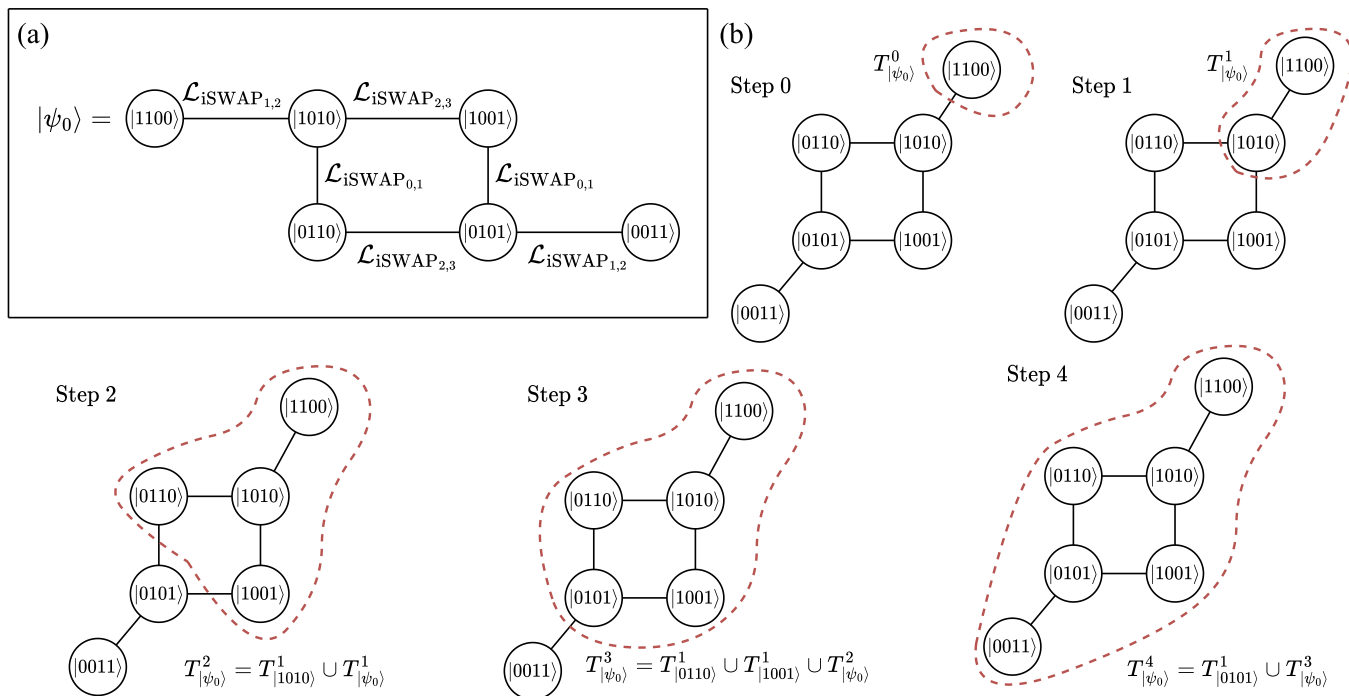 (a)
|ψ₀⟩ = |1100⟩ 𝓛iSWAP₁,₂ |1010⟩ 𝓛iSWAP₂,₃ |1001⟩
𝓛iSWAP₀,₁ 𝓛iSWAP₀,₁
|0110⟩ 𝓛iSWAP₂,₃ |0101⟩ 𝓛iSWAP₁,₂ |0011⟩
(b)
Step 0
T⁰|ψ₀⟩
|1100⟩
|0110⟩ |1010⟩
|0101⟩ |1001⟩
|0011⟩
Step 1
T¹|ψ₀⟩
|1100⟩
|0110⟩ |1010⟩
|0101⟩ |1001⟩
|0011⟩
Step 2
|1100⟩
|0110⟩ |1010⟩
|0101⟩ |1001⟩
|0011⟩
T²|ψ₀⟩ = T¹|1010⟩ ∪ T¹|ψ₀⟩
Step 3
|1100⟩
|0110⟩ |1010⟩
|0101⟩ |1001⟩
|0011⟩
T³|ψ₀⟩ = T¹|0110⟩ ∪ T¹|1001⟩ ∪ T²|ψ₀⟩
Step 4
|1100⟩
|0110⟩ |1010⟩
|0101⟩ |1001⟩
|0011⟩
T⁴|ψ₀⟩ = T¹|0101⟩ ∪ T³|ψ₀⟩